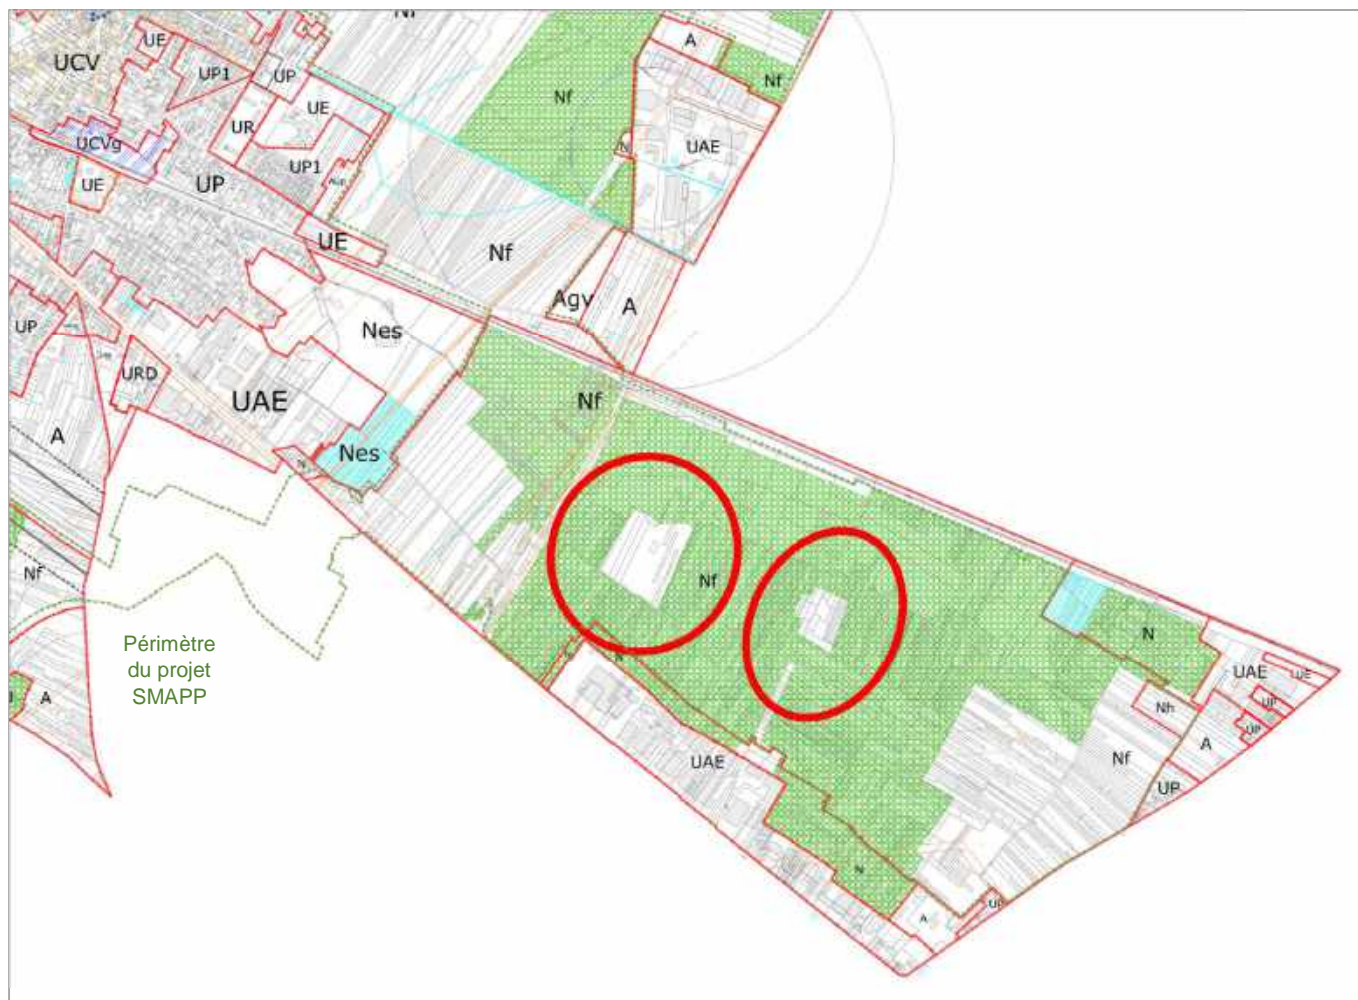 Nf
A
UE
UCV
UP1
UP
Nf
Nf
UE
UR
UCVg
UAE
N
UP1
UE
UP
UE
Nf
Agv
A
Nes
UP
URD
Nf
UAE
A
Nes
Nf
Nf
Périmètre
du projet
SMAPP
N
N
UAE
UE
A
Nh
UP
UP
A
Nf
UAE
UP
N
A
UP